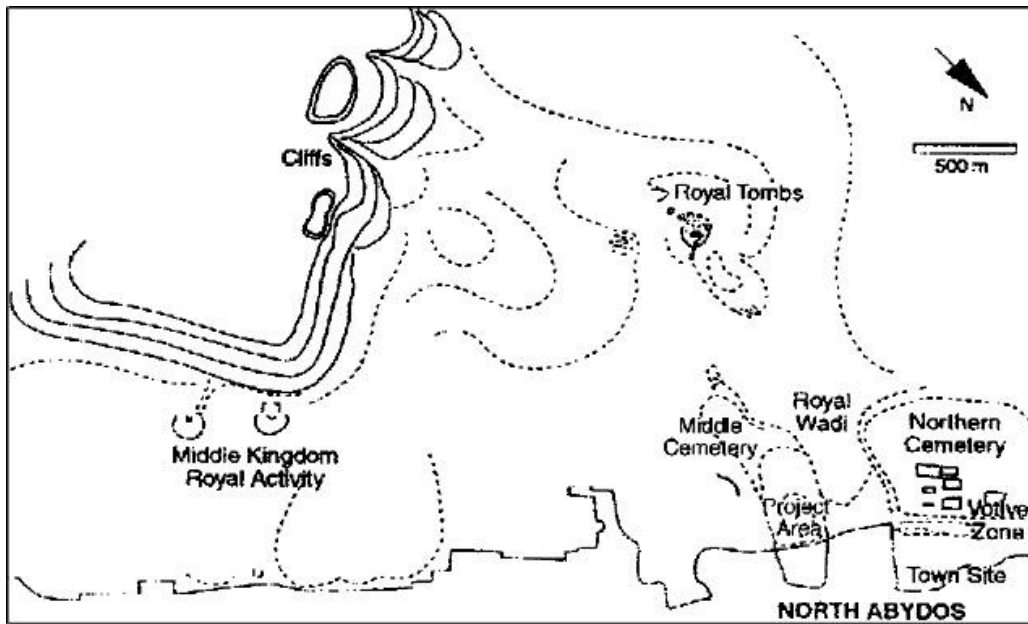 N
500 m
Cliffs
Royal Tombs
Royal
Wadi
Middle
Cemetery
Northern
Cemetery
Middle Kingdom
Royal Activity
Project
Area
Votive
Zone
Town Site
NORTH ABYDOS